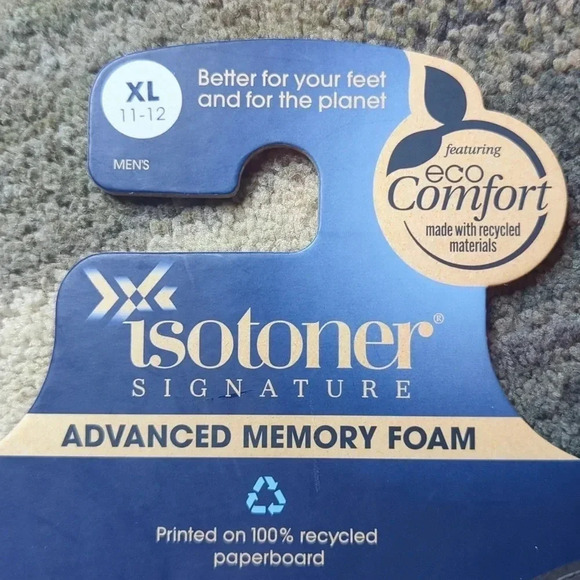 XL
11-12
MEN'S
Better for your feet
and for the planet
featuring
eco
Comfort
made with recycled
materials
isotoner®
SIGNATURE
ADVANCED MEMORY FOAM
Printed on 100% recycled
paperboard